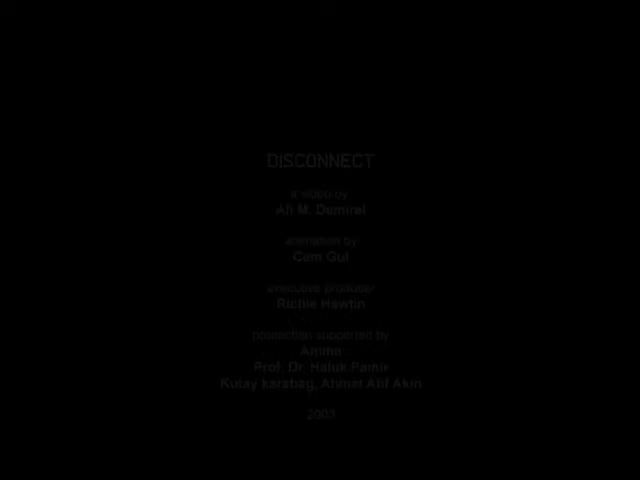 DISCONNECT
a video by
Ali M. Demirel
animation by
Cem Gul
executive producer
Richie Hawtin
production supported by
Anima
Prof. Dr. Haluk Pamir
Kutay karabag, Ahmet Atif Akin
2003